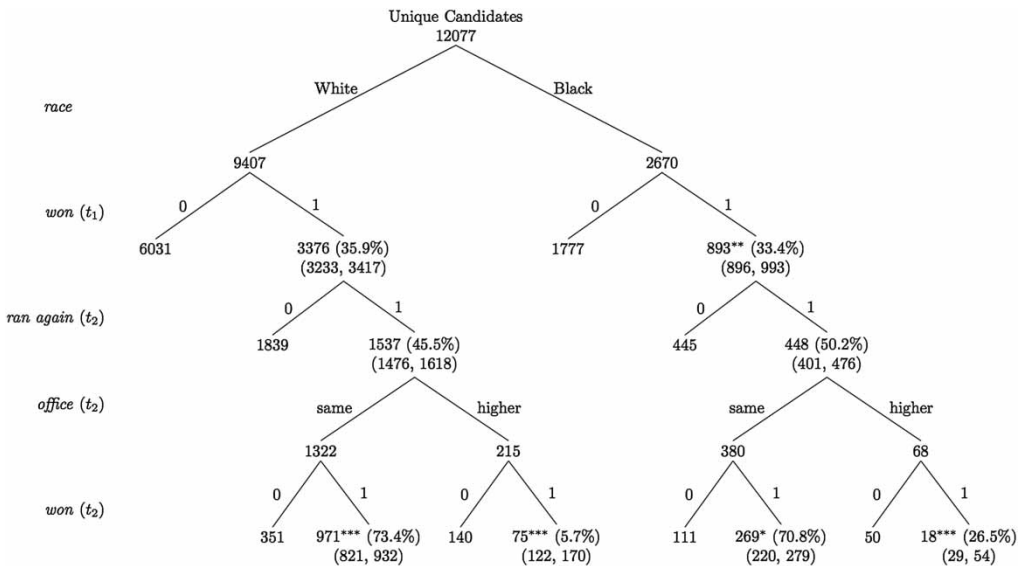 Unique Candidates
12077
White Black
race
9407 2670
0 1 0 1
won (t₁)
6031 3376 (35.9%) 1777 893** (33.4%)
(3233, 3417) (896, 993)
0 1 0 1
ran again (t₂)
1839 1537 (45.5%) 445 448 (50.2%)
(1476, 1618) (401, 476)
office (t₂) same higher same higher
1322 215 380 68
0 1 0 1 0 1 0 1
won (t₂)
351 971*** (73.4%) 140 75*** (5.7%) 111 269* (70.8%) 50 18*** (26.5%)
(821, 932) (122, 170) (220, 279) (29, 54)